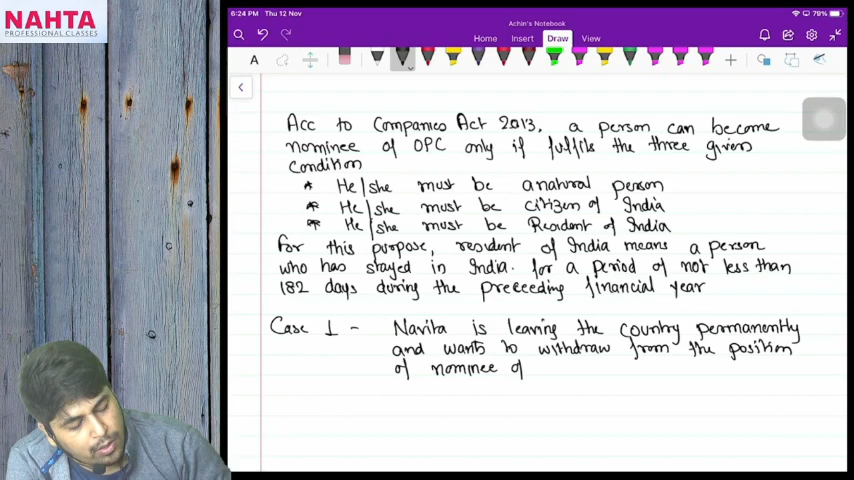 NAHTA
PROFESSIONAL CLASSES
6:24 PM Thu 12 Nov
79%
Achin's Notebook
Home Insert Draw View
A
Acc to Companies Act 2013, a person can become
nominee of OPC only if fulfils the three given
condition
* He/she must be a natural person
* He/she must be citizen of India
* He/she must be Resident of India
For this purpose, resident of India means a person
who has stayed in India. for a period of not less than
182 days during the preceeding financial year
Case 1 - Navita is leaving the country permanently
and wants to withdraw from the position
of nominee of